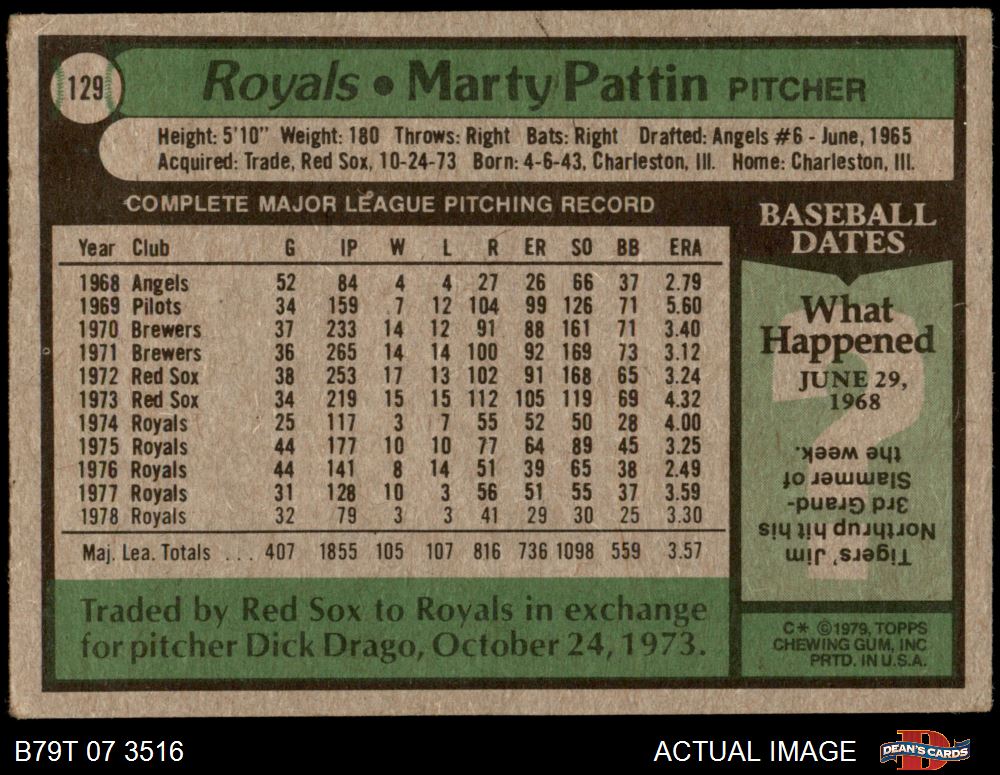 129
Royals • Marty Pattin PITCHER
Height: 5'10" Weight: 180 Throws: Right Bats: Right Drafted: Angels #6 - June, 1965
Acquired: Trade, Red Sox, 10-24-73 Born: 4-6-43, Charleston, Ill. Home: Charleston, Ill.
COMPLETE MAJOR LEAGUE PITCHING RECORD
Year Club G IP W L R ER SO BB ERA
1968 Angels 52 84 4 4 27 26 66 37 2.79
1969 Pilots 34 159 7 12 104 99 126 71 5.60
1970 Brewers 37 233 14 12 91 88 161 71 3.40
1971 Brewers 36 265 14 14 100 92 169 73 3.12
1972 Red Sox 38 253 17 13 102 91 168 65 3.24
1973 Red Sox 34 219 15 15 112 105 119 69 4.32
1974 Royals 25 117 3 7 55 52 50 28 4.00
1975 Royals 44 177 10 10 77 64 89 45 3.25
1976 Royals 44 141 8 14 51 39 65 38 2.49
1977 Royals 31 128 10 3 56 51 55 37 3.59
1978 Royals 32 79 3 3 41 29 30 25 3.30
Maj. Lea. Totals . . . 407 1855 105 107 816 736 1098 559 3.57
Traded by Red Sox to Royals in exchange
for pitcher Dick Drago, October 24, 1973.
BASEBALL
DATES
What
Happened
JUNE 29,
1968
?
Tigers' Jim
Northrup hit his
3rd Grand-
Slammer of
the week.
C* ©1979, TOPPS
CHEWING GUM, INC
PRTD. IN U.S.A.
B79T 07 3516
ACTUAL IMAGE
D
DEAN'S CARDS